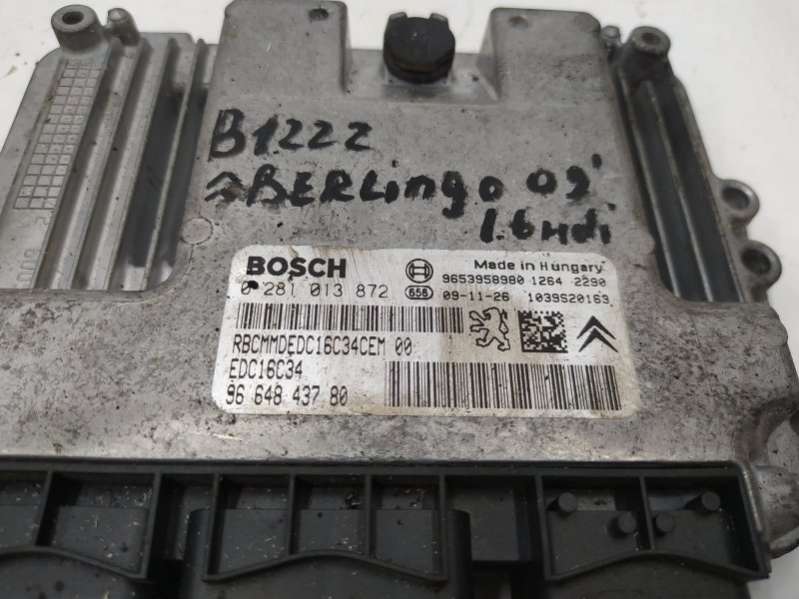 B1222
BERLingo 09'
1.6 HDi
BOSCH
0 281 013 872
Made in Hungary
9653958980 1264 2290
656 09-11-26 1039S20163
RBCMMDEDC16C34CEM 00
EDC16C34
96 648 437 80